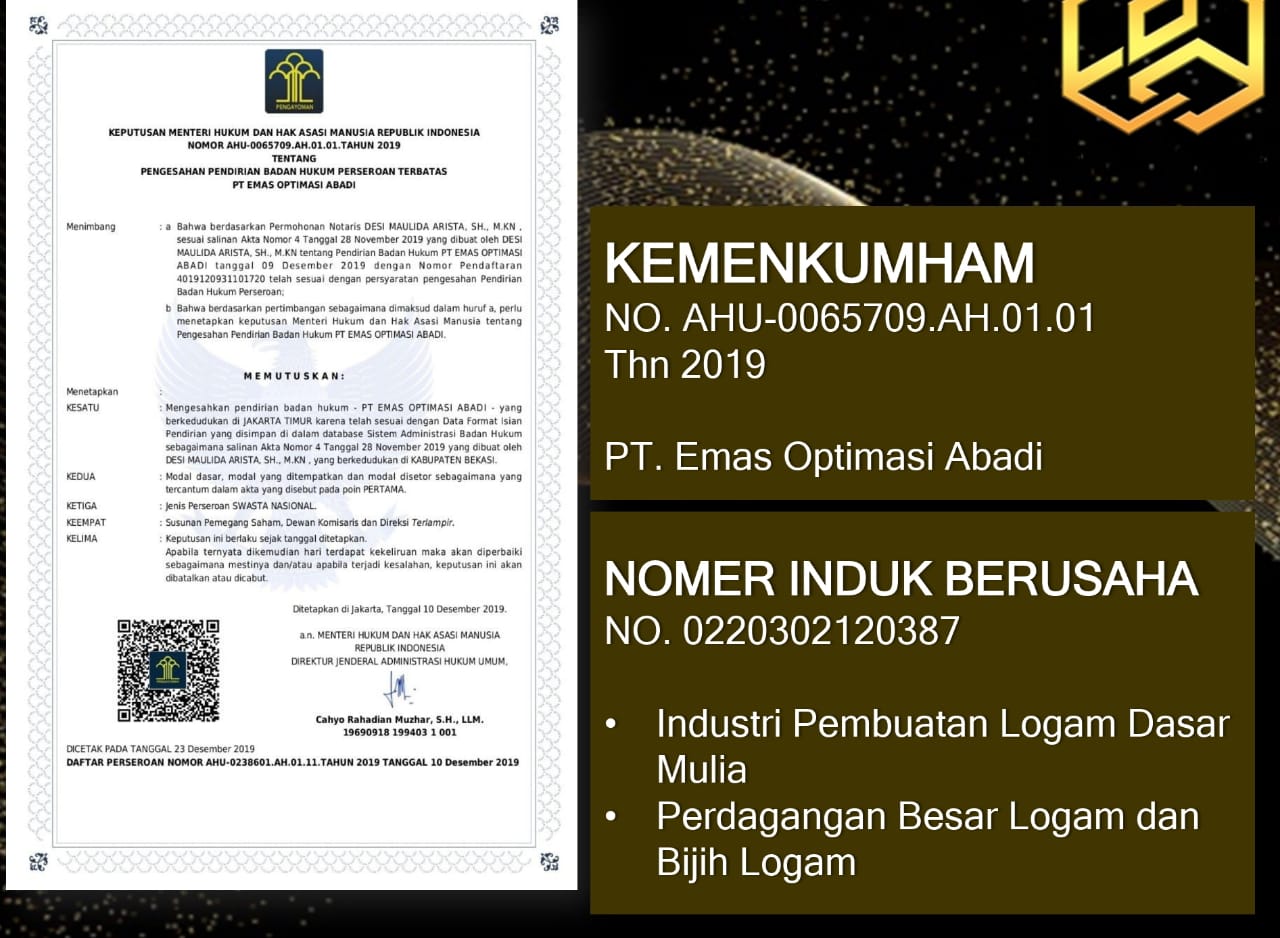 PENGAYOMAN
KEPUTUSAN MENTERI HUKUM DAN HAK ASASI MANUSIA REPUBLIK INDONESIA
NOMOR AHU-0065709.AH.01.01.TAHUN 2019
TENTANG
PENGESAHAN PENDIRIAN BADAN HUKUM PERSEROAN TERBATAS
PT EMAS OPTIMASI ABADI
Menimbang : a Bahwa berdasarkan Permohonan Notaris DESI MAULIDA ARISTA, SH., M.KN ,
sesuai salinan Akta Nomor 4 Tanggal 28 November 2019 yang dibuat oleh DESI
MAULIDA ARISTA, SH., M.KN tentang Pendirian Badan Hukum PT EMAS OPTIMASI
ABADI tanggal 09 Desember 2019 dengan Nomor Pendaftaran
4019120931101720 telah sesuai dengan persyaratan pengesahan Pendirian
Badan Hukum Perseroan;
b Bahwa berdasarkan pertimbangan sebagaimana dimaksud dalam huruf a, perlu
menetapkan keputusan Menteri Hukum dan Hak Asasi Manusia tentang
Pengesahan Pendirian Badan Hukum PT EMAS OPTIMASI ABADI.
M E M U T U S K A N :
Menetapkan :
KESATU : Mengesahkan pendirian badan hukum - PT EMAS OPTIMASI ABADI - yang
berkedudukan di JAKARTA TIMUR karena telah sesuai dengan Data Format Isian
Pendirian yang disimpan di dalam database Sistem Administrasi Badan Hukum
sebagaimana salinan Akta Nomor 4 Tanggal 28 November 2019 yang dibuat oleh
DESI MAULIDA ARISTA, SH., M.KN , yang berkedudukan di KABUPATEN BEKASI.
KEDUA : Modal dasar, modal yang ditempatkan dan modal disetor sebagaimana yang
tercantum dalam akta yang disebut pada poin PERTAMA.
KETIGA : Jenis Perseroan SWASTA NASIONAL.
KEEMPAT : Susunan Pemegang Saham, Dewan Komisaris dan Direksi Terlampir.
KELIMA : Keputusan ini berlaku sejak tanggal ditetapkan.
Apabila ternyata dikemudian hari terdapat kekeliruan maka akan diperbaiki
sebagaimana mestinya dan/atau apabila terjadi kesalahan, keputusan ini akan
dibatalkan atau dicabut.
Ditetapkan di Jakarta, Tanggal 10 Desember 2019.
a.n. MENTERI HUKUM DAN HAK ASASI MANUSIA
REPUBLIK INDONESIA
DIREKTUR JENDERAL ADMINISTRASI HUKUM UMUM,
Cahyo Rahadian Muzhar, S.H., LLM.
19690918 199403 1 001
DICETAK PADA TANGGAL 23 Desember 2019
DAFTAR PERSEROAN NOMOR AHU-0238601.AH.01.11.TAHUN 2019 TANGGAL 10 Desember 2019
KEMENKUMHAM
NO. AHU-0065709.AH.01.01
Thn 2019
PT. Emas Optimasi Abadi
NOMER INDUK BERUSAHA
NO. 0220302120387
• Industri Pembuatan Logam Dasar
Mulia
• Perdagangan Besar Logam dan
Bijih Logam